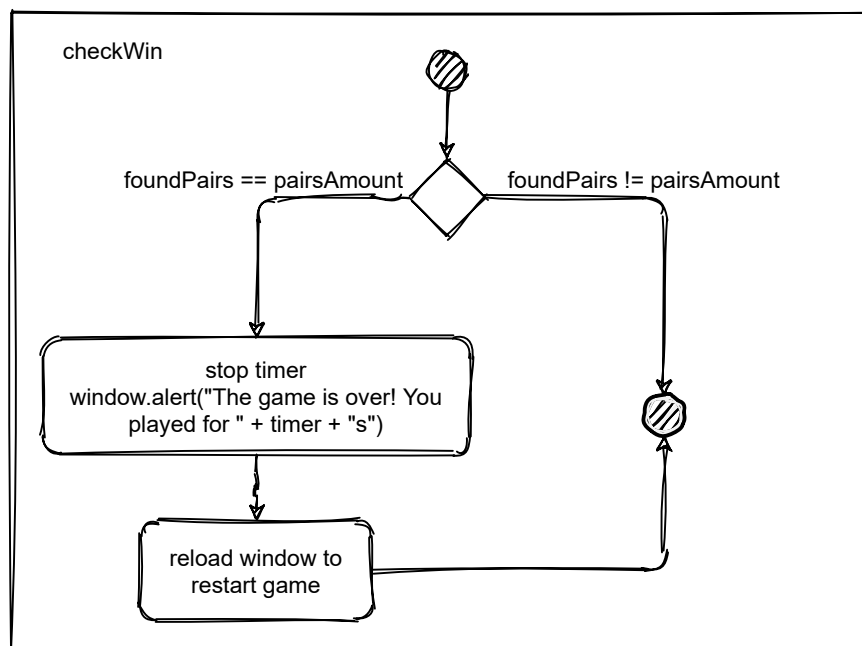 checkWin
foundPairs == pairsAmount
foundPairs != pairsAmount
stop timer
window.alert("The game is over! You
played for " + timer + "s")
reload window to
restart game